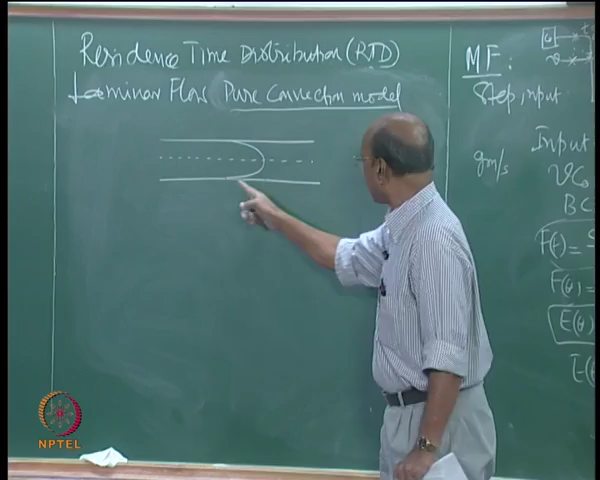 Residence Time Distribution (RTD)
Laminar Flow Pure Convection model
MF:
Step input
gm/s
Input
BC
F(t) =
F(θ) =
E(θ)
NPTEL